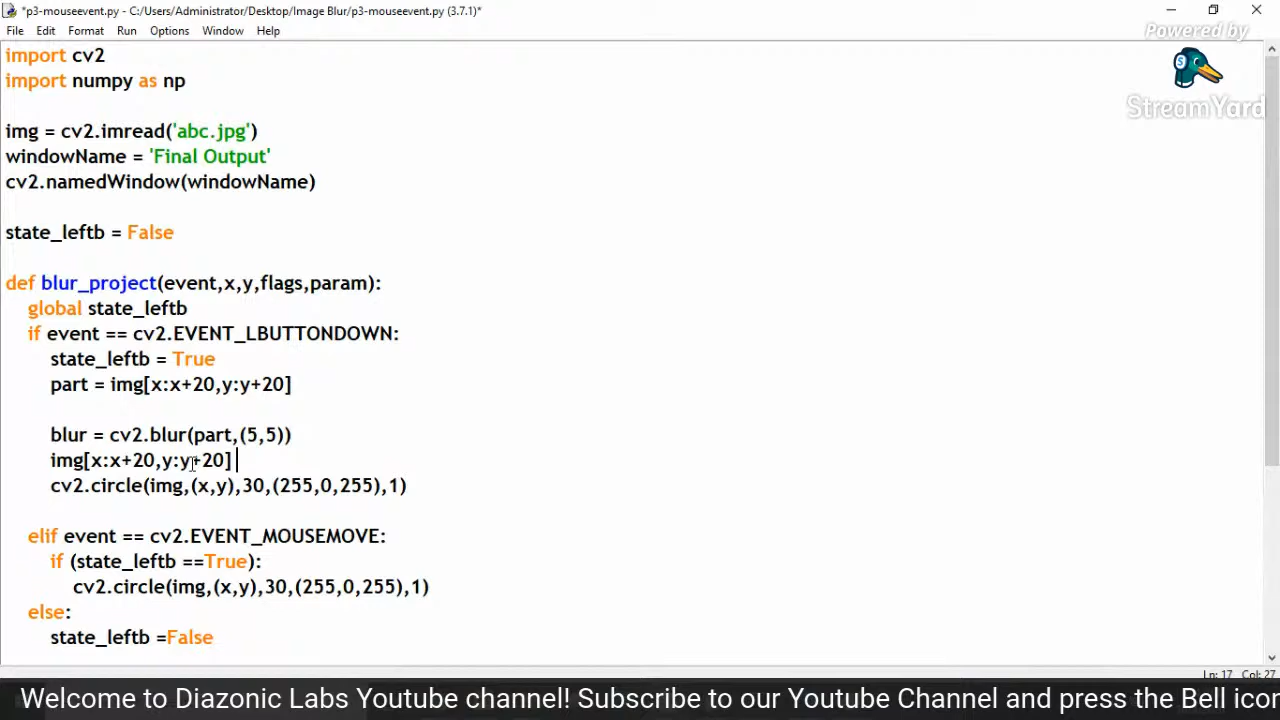 *p3-mouseevent.py - C:/Users/Administrator/Desktop/Image Blur/p3-mouseevent.py (3.7.1)*
File Edit Format Run Options Window Help
Powered by
StreamYard
import cv2
import numpy as np
img = cv2.imread('abc.jpg')
windowName = 'Final Output'
cv2.namedWindow(windowName)
state_leftb = False
def blur_project(event,x,y,flags,param):
global state_leftb
if event == cv2.EVENT_LBUTTONDOWN:
state_leftb = True
part = img[x:x+20,y:y+20]
blur = cv2.blur(part,(5,5))
img[x:x+20,y:y+20]
cv2.circle(img,(x,y),30,(255,0,255),1)
elif event == cv2.EVENT_MOUSEMOVE:
if (state_leftb ==True):
cv2.circle(img,(x,y),30,(255,0,255),1)
else:
state_leftb =False
Ln: 17 Col: 27
Welcome to Diazonic Labs Youtube channel! Subscribe to our Youtube Channel and press the Bell icon